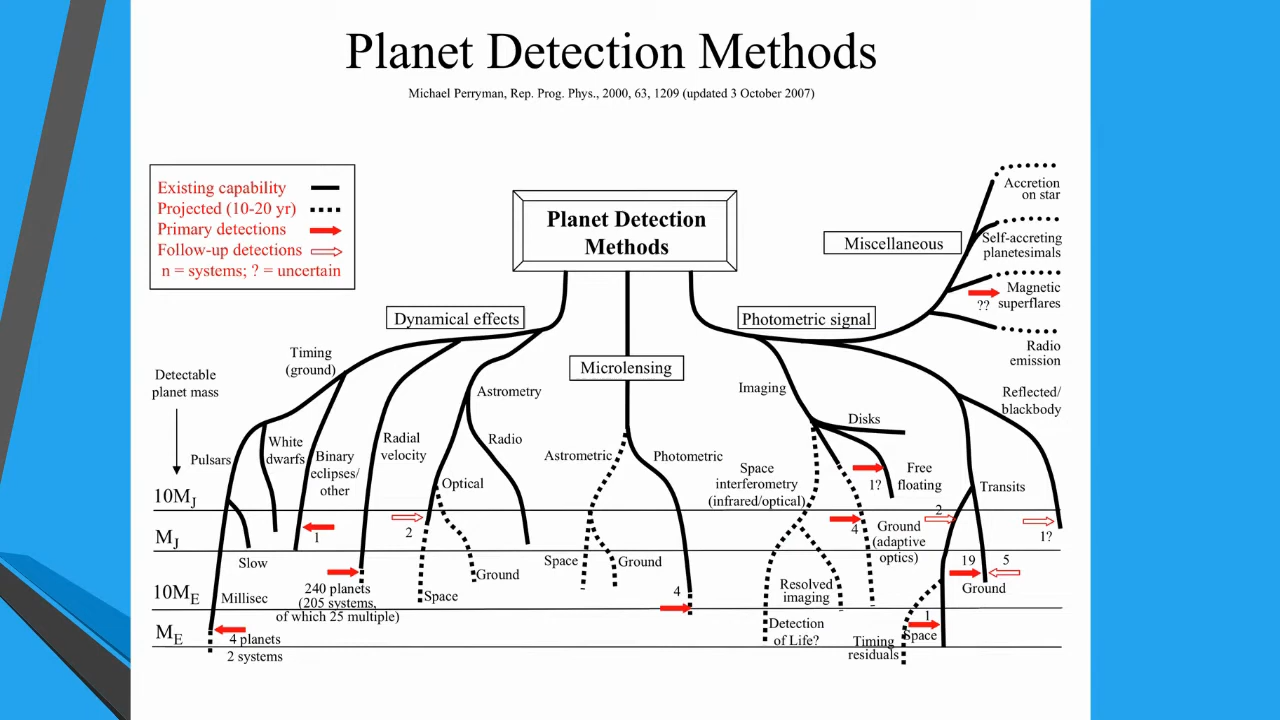 Planet Detection Methods
Michael Perryman, Rep. Prog. Phys., 2000, 63, 1209 (updated 3 October 2007)
Existing capability
Projected (10-20 yr)
Primary detections
Follow-up detections
n = systems; ? = uncertain
Planet Detection
Methods
Miscellaneous
Accretion
on star
Self-accreting
planetesimals
Magnetic
superflares
??
Radio
emission
Dynamical effects
Photometric signal
Microlensing
Timing
(ground)
Detectable
planet mass
Astrometry
Imaging
Reflected/
blackbody
Disks
Pulsars
White
dwarfs
Binary
eclipses/
other
Radial
velocity
Radio
Optical
Astrometric
Photometric
Space
interferometry
(infrared/optical)
1?
Free
floating
Transits
10MJ
MJ
10ME
ME
1
2
4
Ground
(adaptive
optics)
2
1?
Slow
Millisec
4 planets
2 systems
240 planets
(205 systems,
of which 25 multiple)
Ground
Space
Space
Ground
4
Resolved
imaging
Detection
of Life?
19
5
Ground
1
Space
Timing
residuals